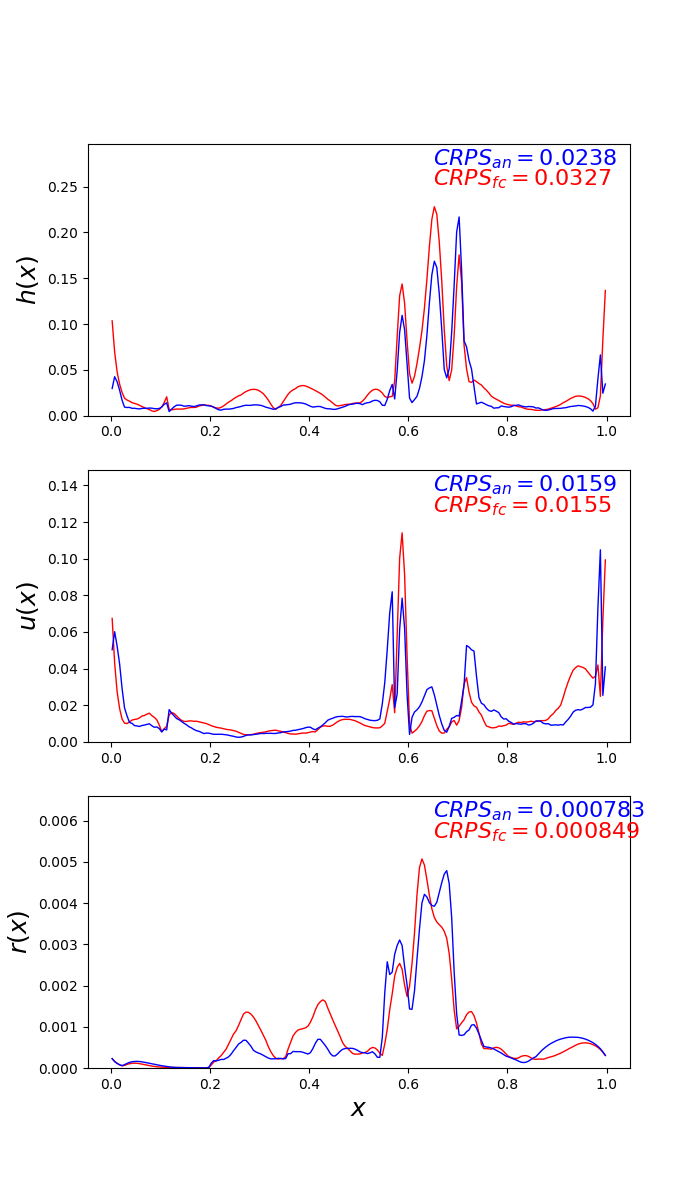 CRPS_an = 0.0238
CRPS_fc = 0.0327
h(x)
0.25
0.20
0.15
0.10
0.05
0.00
0.0 0.2 0.4 0.6 0.8 1.0
CRPS_an = 0.0159
CRPS_fc = 0.0155
u(x)
0.14
0.12
0.10
0.08
0.06
0.04
0.02
0.00
0.0 0.2 0.4 0.6 0.8 1.0
CRPS_an = 0.000783
CRPS_fc = 0.000849
r(x)
0.006
0.005
0.004
0.003
0.002
0.001
0.000
0.0 0.2 0.4 0.6 0.8 1.0
x